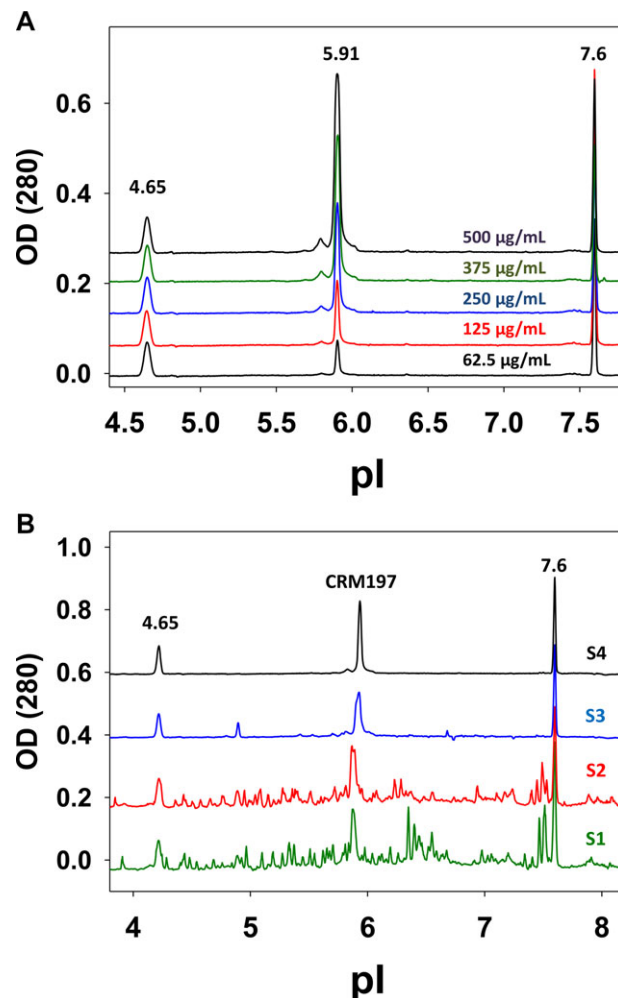 A
5.91
7.6
4.65
0.6
0.4
0.2
0.0
OD (280)
500 µg/mL
375 µg/mL
250 µg/mL
125 µg/mL
62.5 µg/mL
4.5 5.0 5.5 6.0 6.5 7.0 7.5
pI
B
1.0
0.8
0.6
0.4
0.2
0.0
OD (280)
CRM197
7.6
4.65
S4
S3
S2
S1
4 5 6 7 8
pI